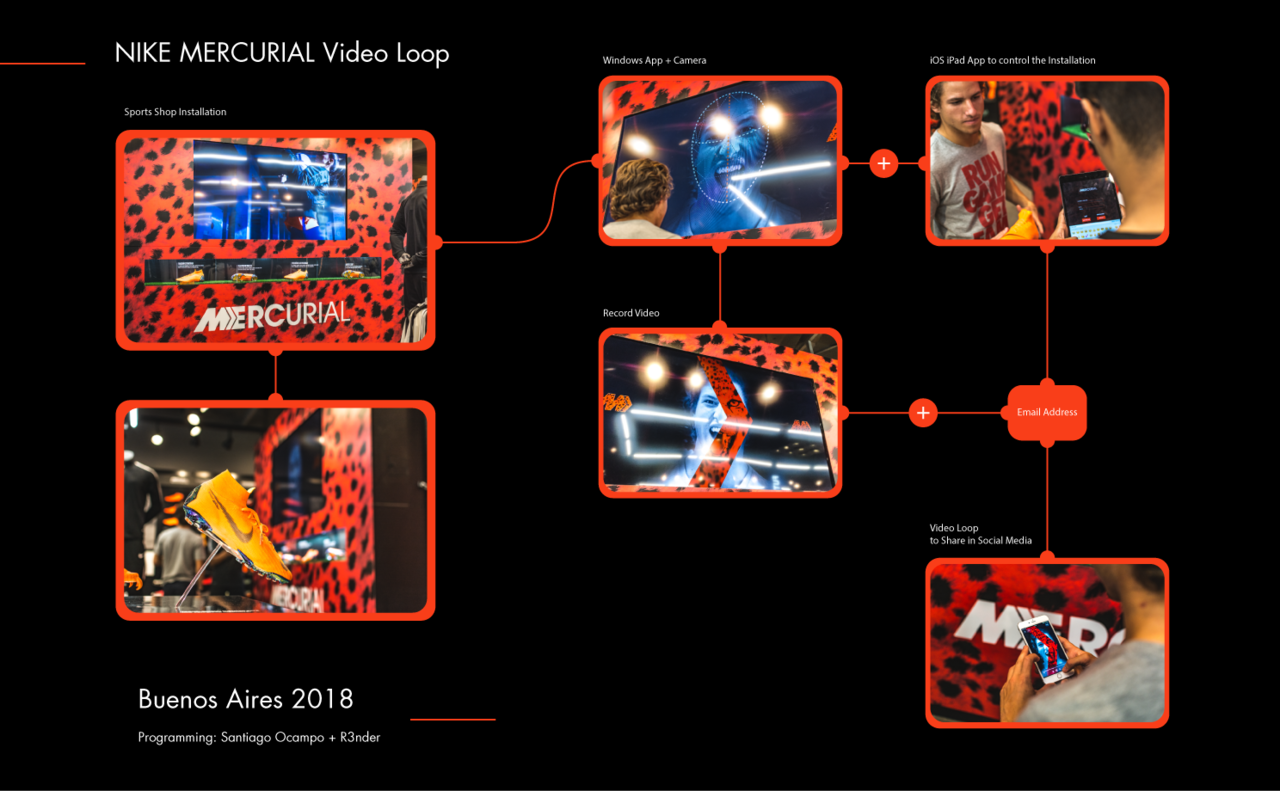 NIKE MERCURIAL Video Loop
Sports Shop Installation
MERCURIAL
MERCURIAL
Buenos Aires 2018
Programming: Santiago Ocampo + R3nder
Windows App + Camera
+
iOS iPad App to control the Installation
RUN
Record Video
+
Email Address
Video Loop
to Share in Social Media
MERC